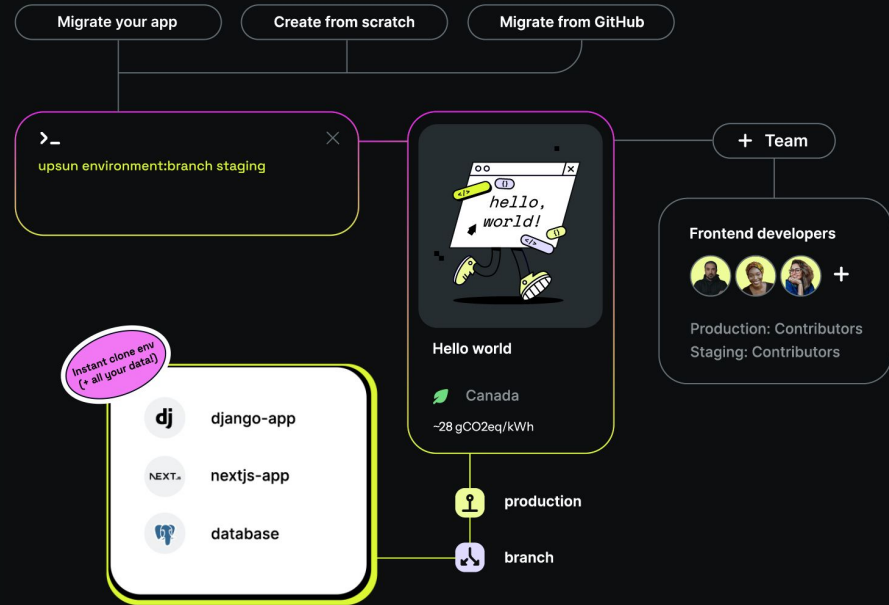 Migrate your app
Create from scratch
Migrate from GitHub
>_
upsun environment:branch staging
+ Team
</>
{}
hello,
world!
</>
{}
Frontend developers
+
Production: Contributors
Staging: Contributors
Hello world
Canada
~28 gCO2eq/kWh
Instant clone env
(+ all your data!)
dj
django-app
NEXT.js
nextjs-app
database
production
branch